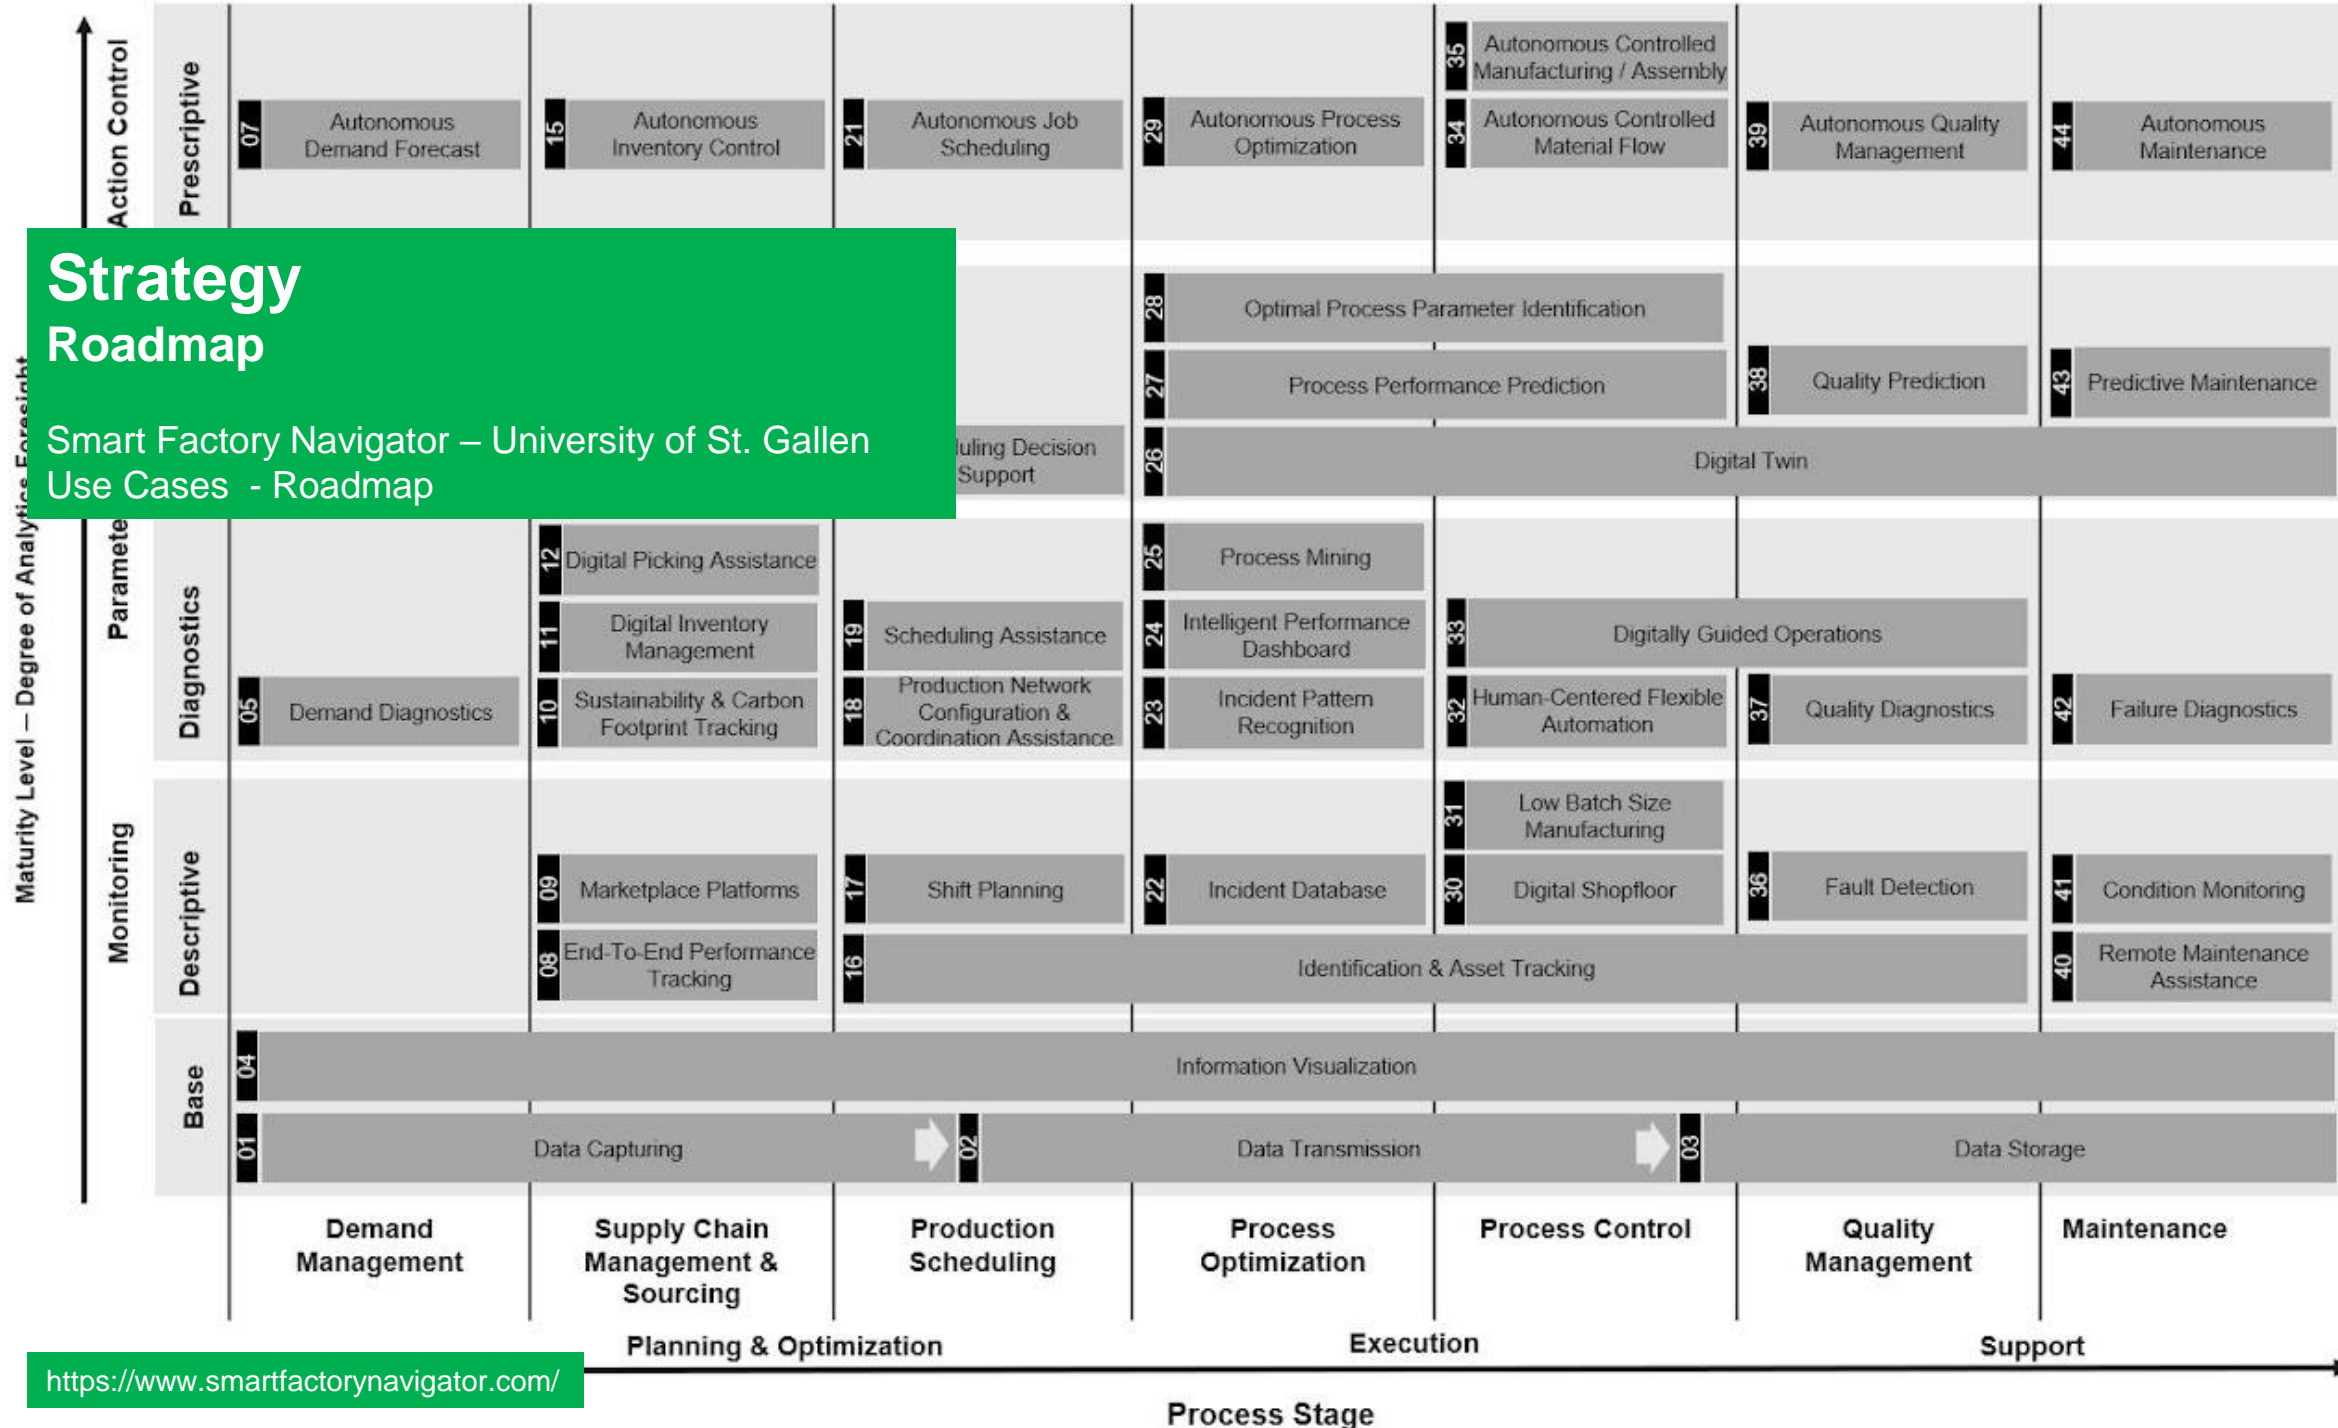 Maturity Level – Degree of Analytics Foresight
Action Control
Monitoring
Prescriptive
Diagnostics
Descriptive
Base
35
Autonomous Controlled
Manufacturing / Assembly
07
Autonomous
Demand Forecast
15
Autonomous
Inventory Control
21
Autonomous Job
Scheduling
29
Autonomous Process
Optimization
34
Autonomous Controlled
Material Flow
39
Autonomous Quality
Management
44
Autonomous
Maintenance
Strategy
Roadmap
Smart Factory Navigator – University of St. Gallen
Use Cases - Roadmap
28
Optimal Process Parameter Identification
27
Process Performance Prediction
38
Quality Prediction
43
Predictive Maintenance
Decision
Support
26
Digital Twin
12
Digital Picking Assistance
25
Process Mining
11
Digital Inventory
Management
19
Scheduling Assistance
24
Intelligent Performance
Dashboard
33
Digitally Guided Operations
05
Demand Diagnostics
10
Sustainability & Carbon
Footprint Tracking
18
Production Network
Configuration &
Coordination Assistance
23
Incident Pattern
Recognition
32
Human-Centered Flexible
Automation
37
Quality Diagnostics
42
Failure Diagnostics
31
Low Batch Size
Manufacturing
09
Marketplace Platforms
17
Shift Planning
22
Incident Database
30
Digital Shopfloor
36
Fault Detection
41
Condition Monitoring
08
End-To-End Performance
Tracking
16
Identification & Asset Tracking
40
Remote Maintenance
Assistance
04
Information Visualization
01
Data Capturing
02
Data Transmission
03
Data Storage
Demand
Management
Supply Chain
Management &
Sourcing
Production
Scheduling
Process
Optimization
Process Control
Quality
Management
Maintenance
Planning & Optimization
Execution
Support
https://www.smartfactorynavigator.com/
Process Stage